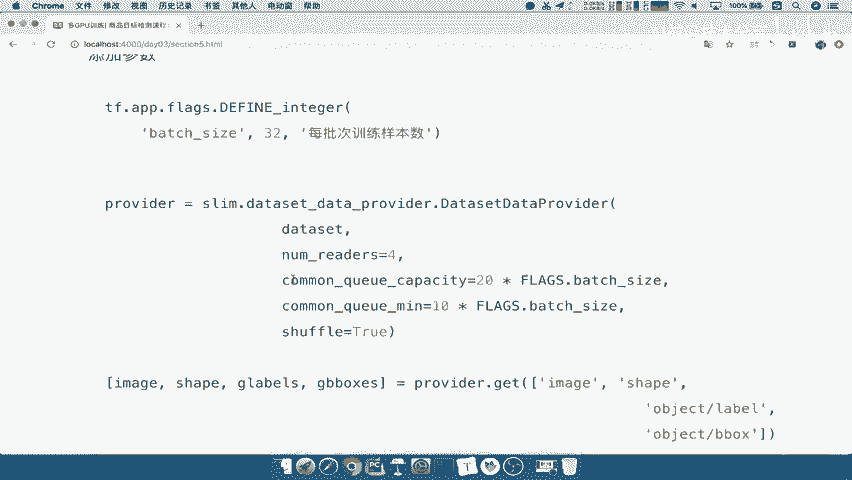 Chrome 文件 修改 视图 历史记录 书签 其他人 电动窗 帮助
100%
多GPU训练| 商品目标检测课程
localhost:4000/day03/section5.html
添加参数
tf.app.flags.DEFINE_integer(
'batch_size', 32, '每批次训练样本数')
provider = slim.dataset_data_provider.DatasetDataProvider(
dataset,
num_readers=4,
common_queue_capacity=20 * FLAGS.batch_size,
common_queue_min=10 * FLAGS.batch_size,
shuffle=True)
[image, shape, glabels, gbboxes] = provider.get(['image', 'shape',
'object/label',
'object/bbox'])